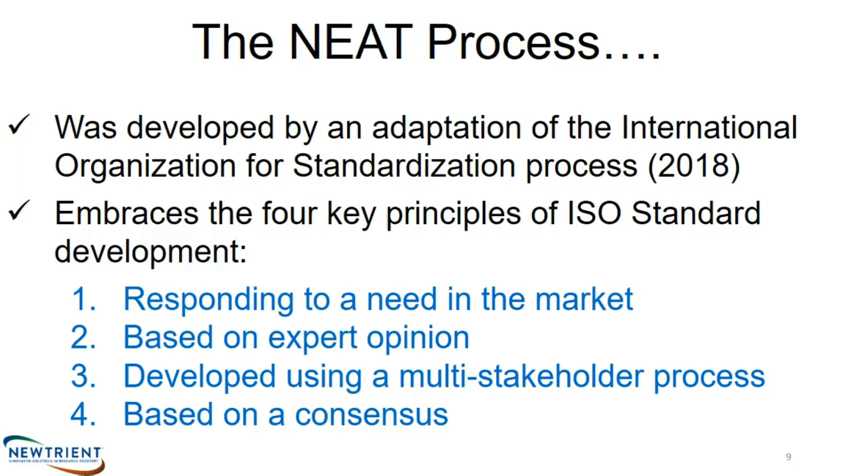 The NEAT Process….
✓ Was developed by an adaptation of the International
Organization for Standardization process (2018)
✓ Embraces the four key principles of ISO Standard
development:
1. Responding to a need in the market
2. Based on expert opinion
3. Developed using a multi-stakeholder process
4. Based on a consensus
NEWTRIENT
9